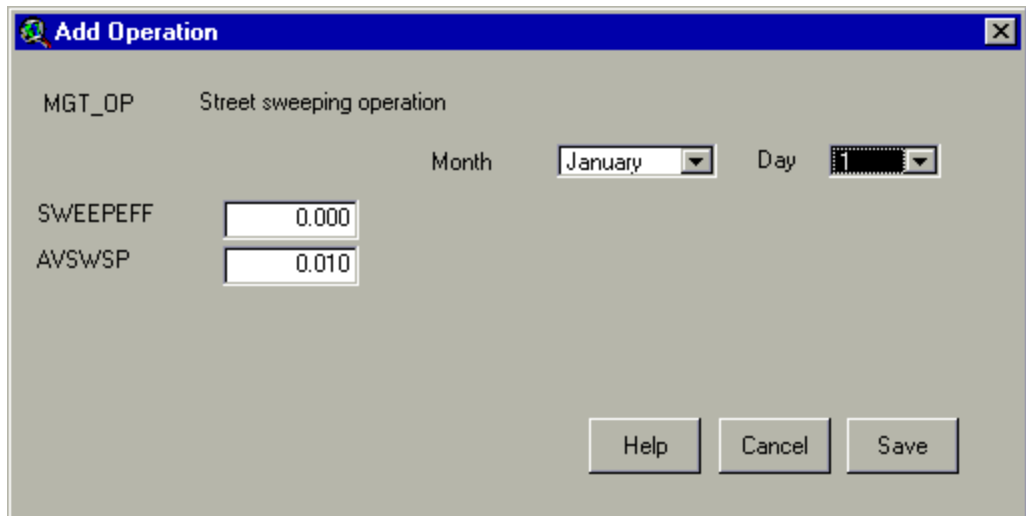 Add Operation
MGT_OP Street sweeping operation
Month January Day 1
SWEEPEFF 0.000
AVSWSP 0.010
Help Cancel Save